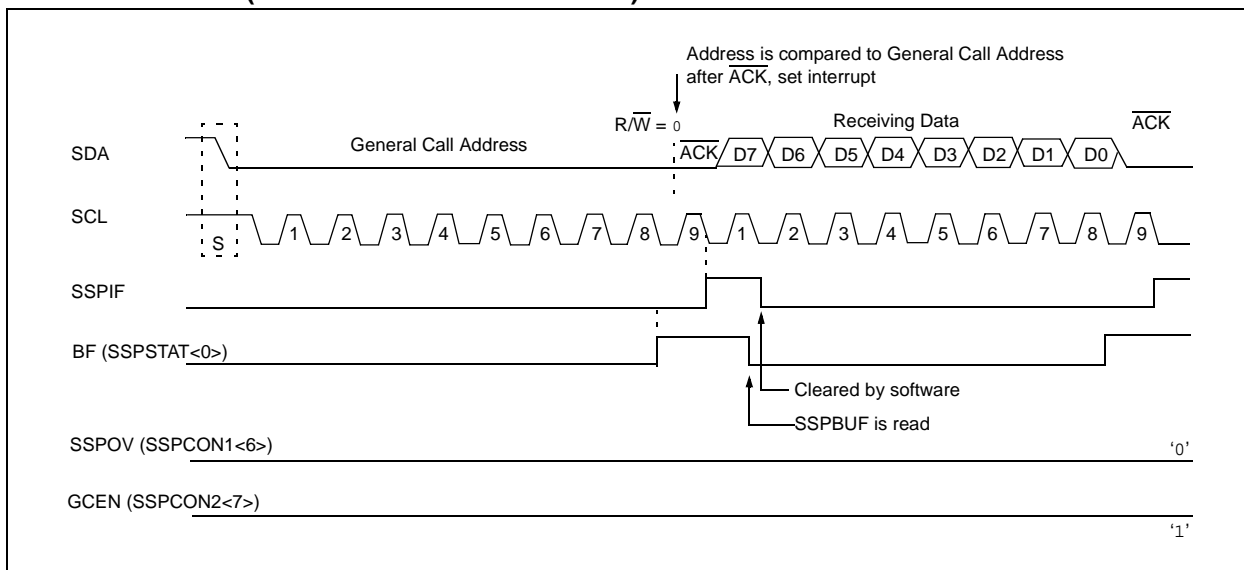 Address is compared to General Call Address
after ACK, set interrupt
R/W = 0
Receiving Data
ACK
SDA
General Call Address
ACK
D7 D6 D5 D4 D3 D2 D1 D0
SCL
S
1 2 3 4 5 6 7 8 9 1 2 3 4 5 6 7 8 9
SSPIF
BF (SSPSTAT<0>)
Cleared by software
SSPBUF is read
SSPOV (SSPCON1<6>)
‘0’
GCEN (SSPCON2<7>)
‘1’